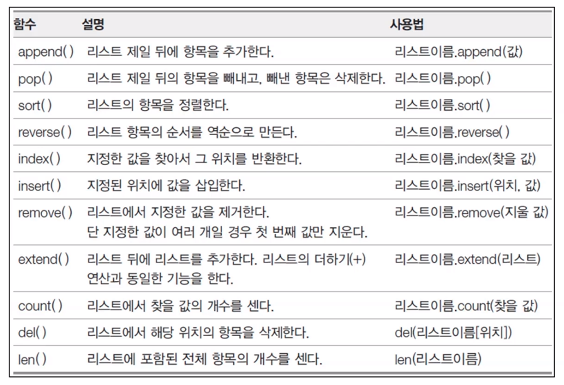 함수 설명 사용법
append( ) 리스트 제일 뒤에 항목을 추가한다. 리스트이름.append(값)
pop( ) 리스트 제일 뒤의 항목을 빼내고, 빼낸 항목은 삭제한다. 리스트이름.pop( )
sort( ) 리스트의 항목을 정렬한다. 리스트이름.sort( )
reverse( ) 리스트 항목의 순서를 역순으로 만든다. 리스트이름.reverse( )
index( ) 지정한 값을 찾아서 그 위치를 반환한다. 리스트이름.index(찾을 값)
insert( ) 지정된 위치에 값을 삽입한다. 리스트이름.insert(위치, 값)
remove( ) 리스트에서 지정한 값을 제거한다. 리스트이름.remove(지울 값)
단 지정한 값이 여러 개일 경우 첫 번째 값만 지운다.
extend( ) 리스트 뒤에 리스트를 추가한다. 리스트의 더하기(+) 리스트이름.extend(리스트)
연산과 동일한 기능을 한다.
count( ) 리스트에서 찾을 값의 개수를 센다. 리스트이름.count(찾을 값)
del( ) 리스트에서 해당 위치의 항목을 삭제한다. del(리스트이름[위치])
len( ) 리스트에 포함된 전체 항목의 개수를 센다. len(리스트이름)